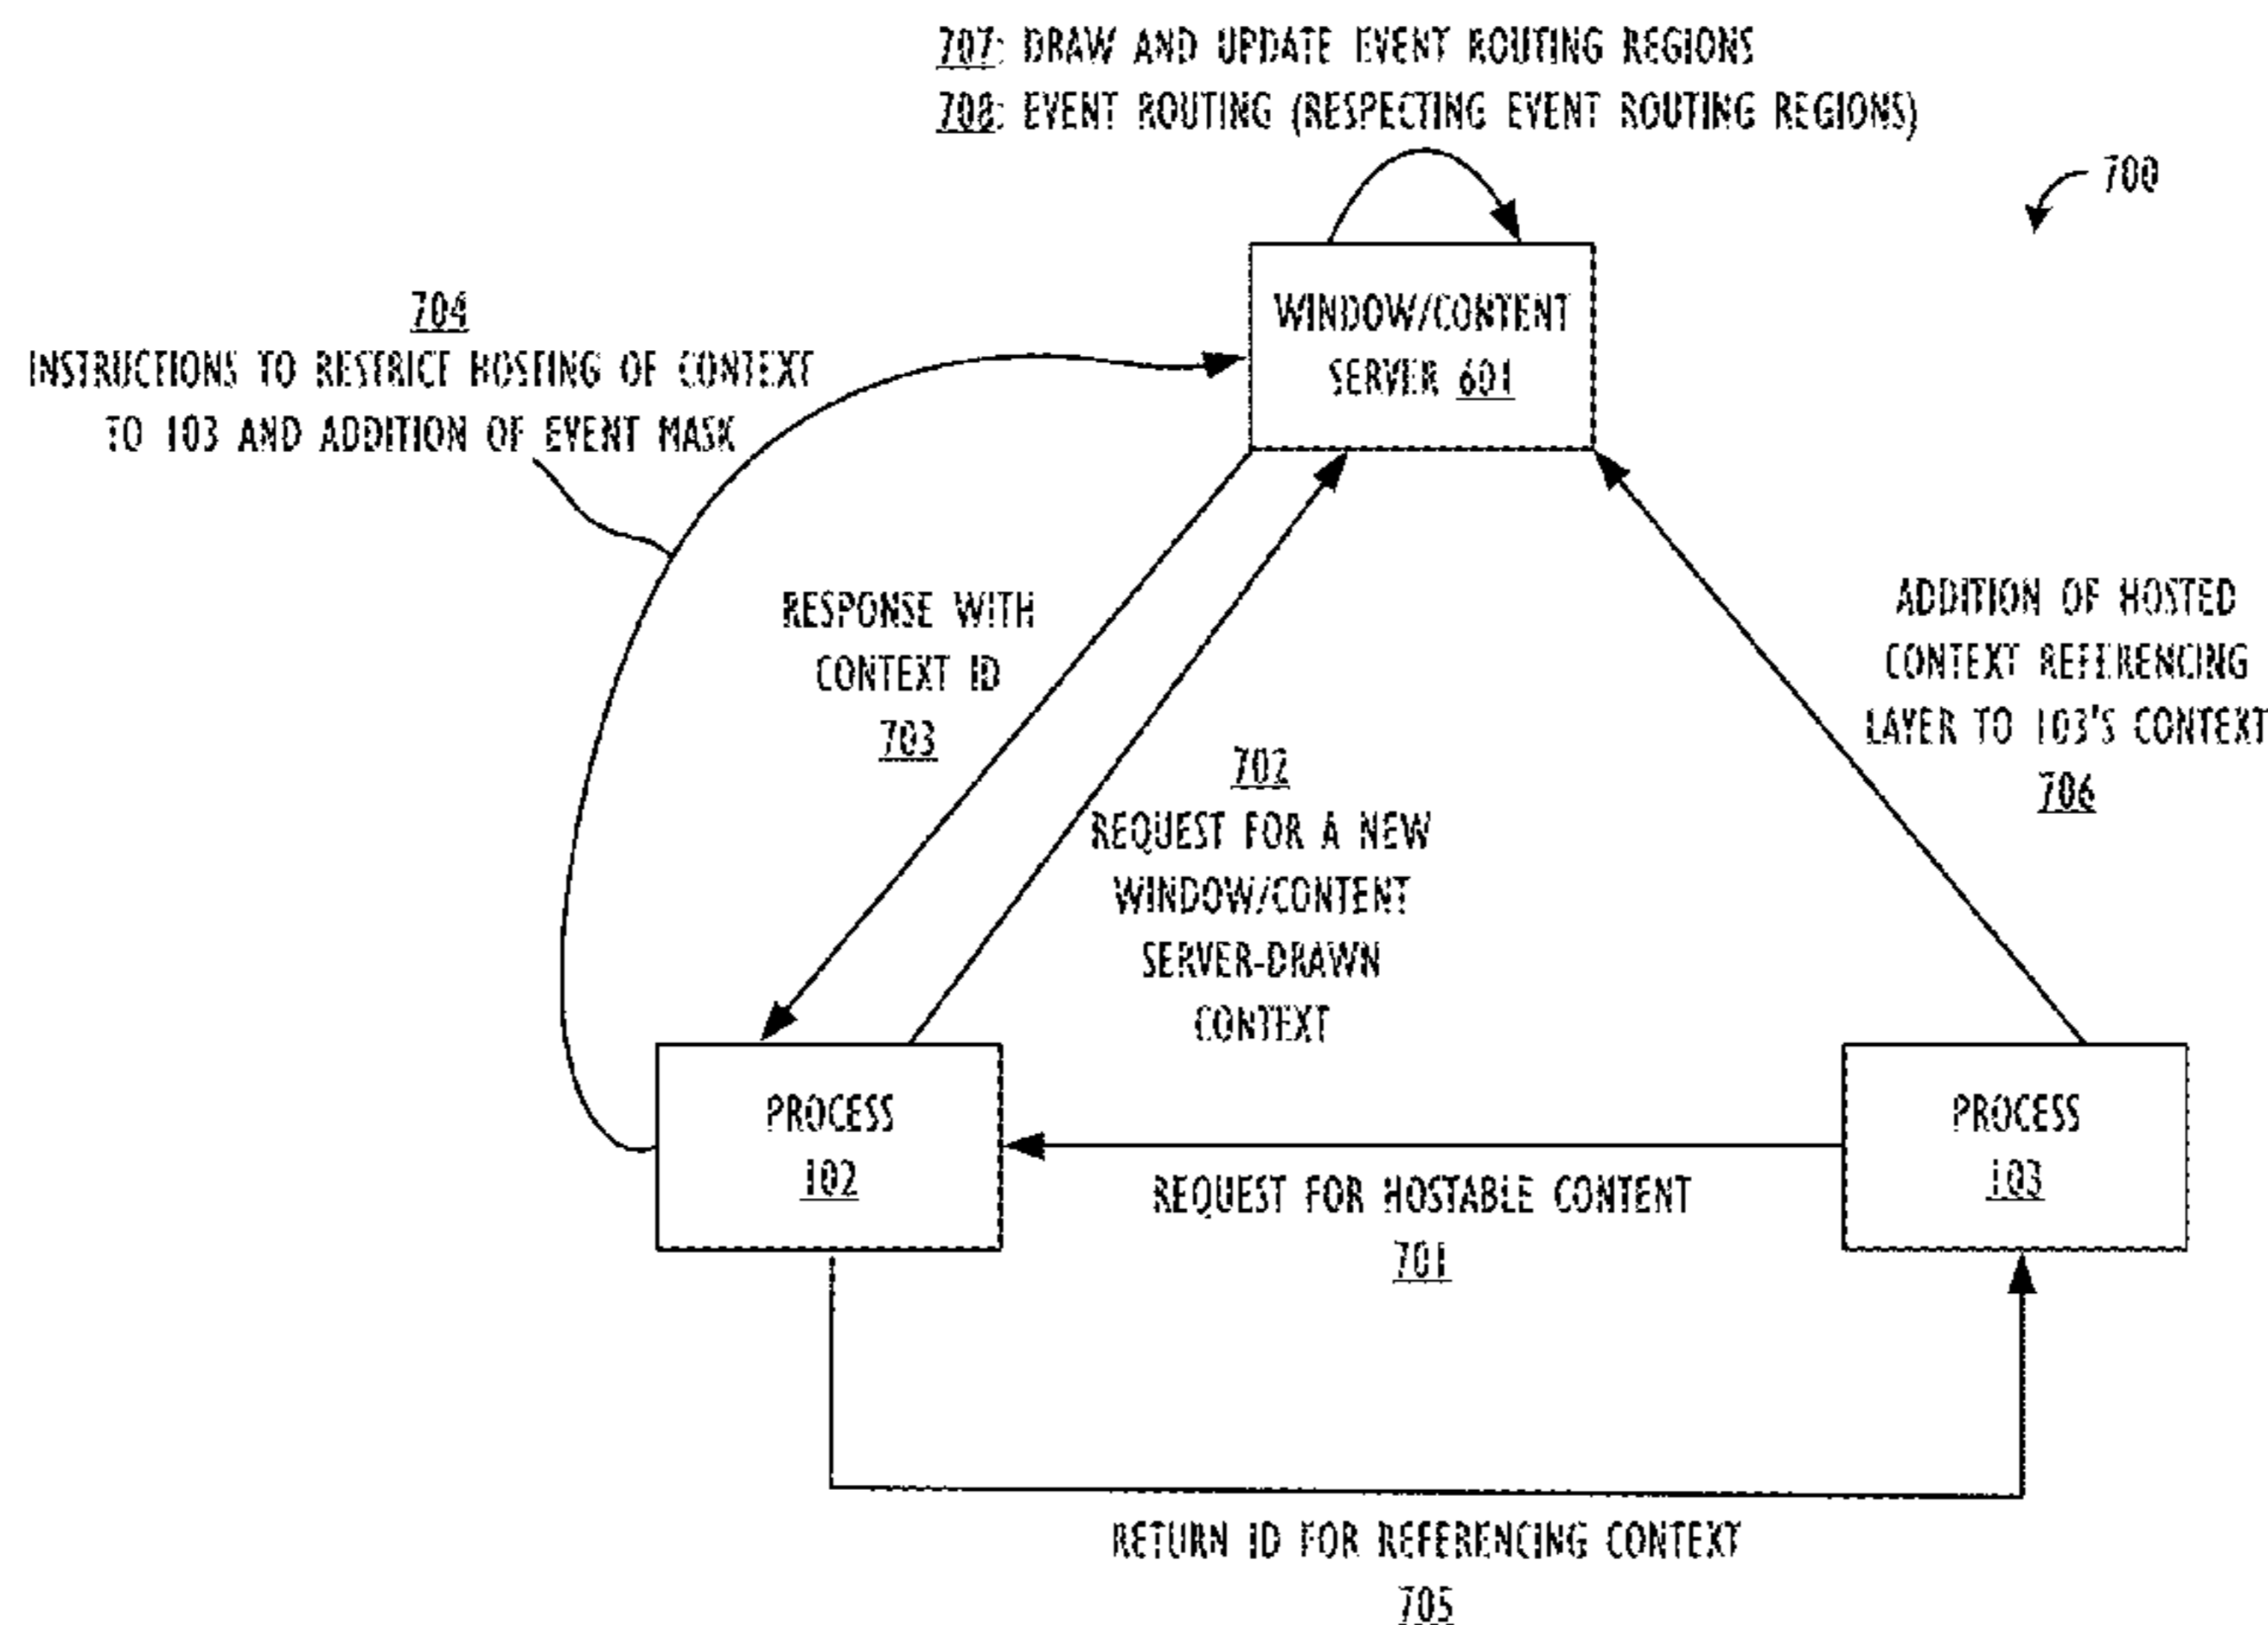 707: DRAW AND UPDATE EVENT ROUTING REGIONS
708: EVENT ROUTING (RESPECTING EVENT ROUTING REGIONS)
700
WINDOW/CONTENT
SERVER 601
704
INSTRUCTIONS TO RESTRICT HOSTING OF CONTEXT
TO 103 AND ADDITION OF EVENT MASK
RESPONSE WITH
CONTEXT ID
703
702
REQUEST FOR A NEW
WINDOW/CONTENT
SERVER-DRAWN
CONTEXT
ADDITION OF HOSTED
CONTEXT REFERENCING
LAYER TO 103'S CONTEXT
706
PROCESS
102
PROCESS
103
REQUEST FOR HOSTABLE CONTENT
701
RETURN ID FOR REFERENCING CONTEXT
705